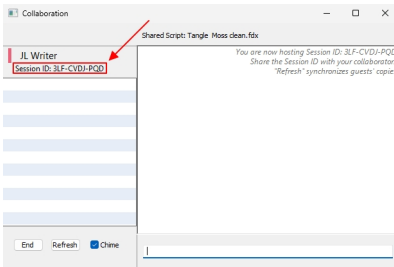 Collaboration
Shared Script: Tangle Moss clean.fdx
JL Writer
Session ID: 3LF-CVDJ-PQD
You are now hosting Session ID: 3LF-CVDJ-PQD
Share the Session ID with your collaborator
"Refresh" synchronizes guests' copie
End Refresh Chime